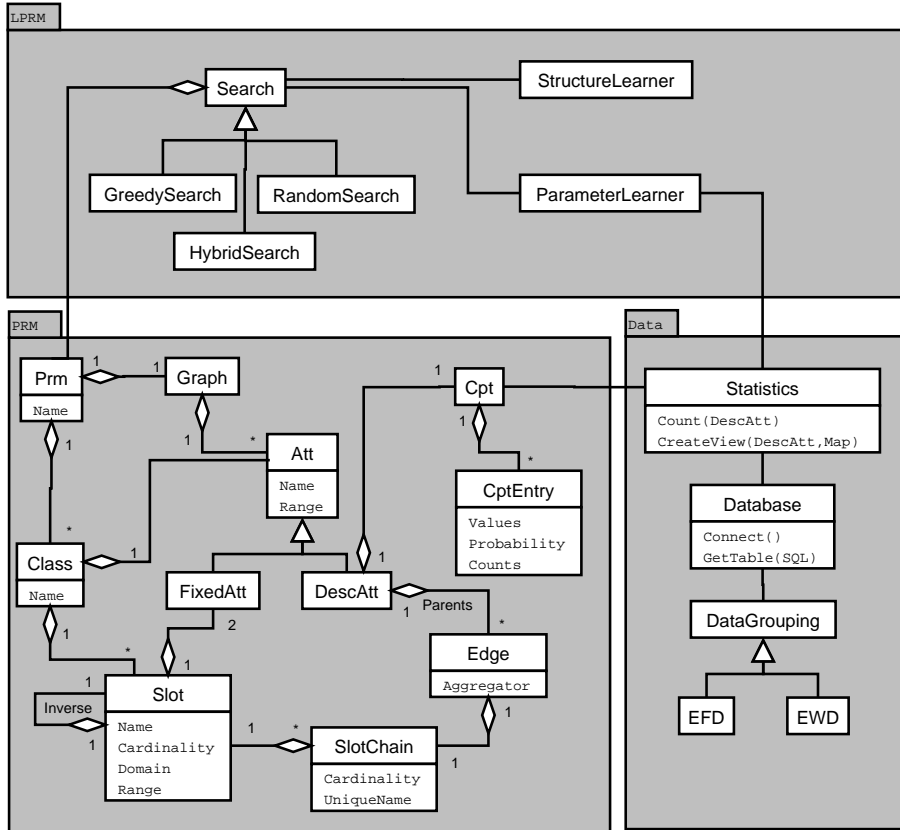 LPRM
Search
StructureLearner
GreedySearch
RandomSearch
ParameterLearner
HybridSearch
PRM
Prm
Name
1
1
Graph
1
1
*
Att
Name
Range
1
Cpt
1
*
CptEntry
Values
Probability
Counts
*
Class
Name
1
1
FixedAtt
2
DescAtt
1
1
Parents
*
Edge
Aggregator
1
*
1
1
Inverse
1
Slot
Name
Cardinality
Domain
Range
1
*
SlotChain
Cardinality
UniqueName
1
Data
Statistics
Count(DescAtt)
CreateView(DescAtt,Map)
Database
Connect()
GetTable(SQL)
DataGrouping
EFD
EWD